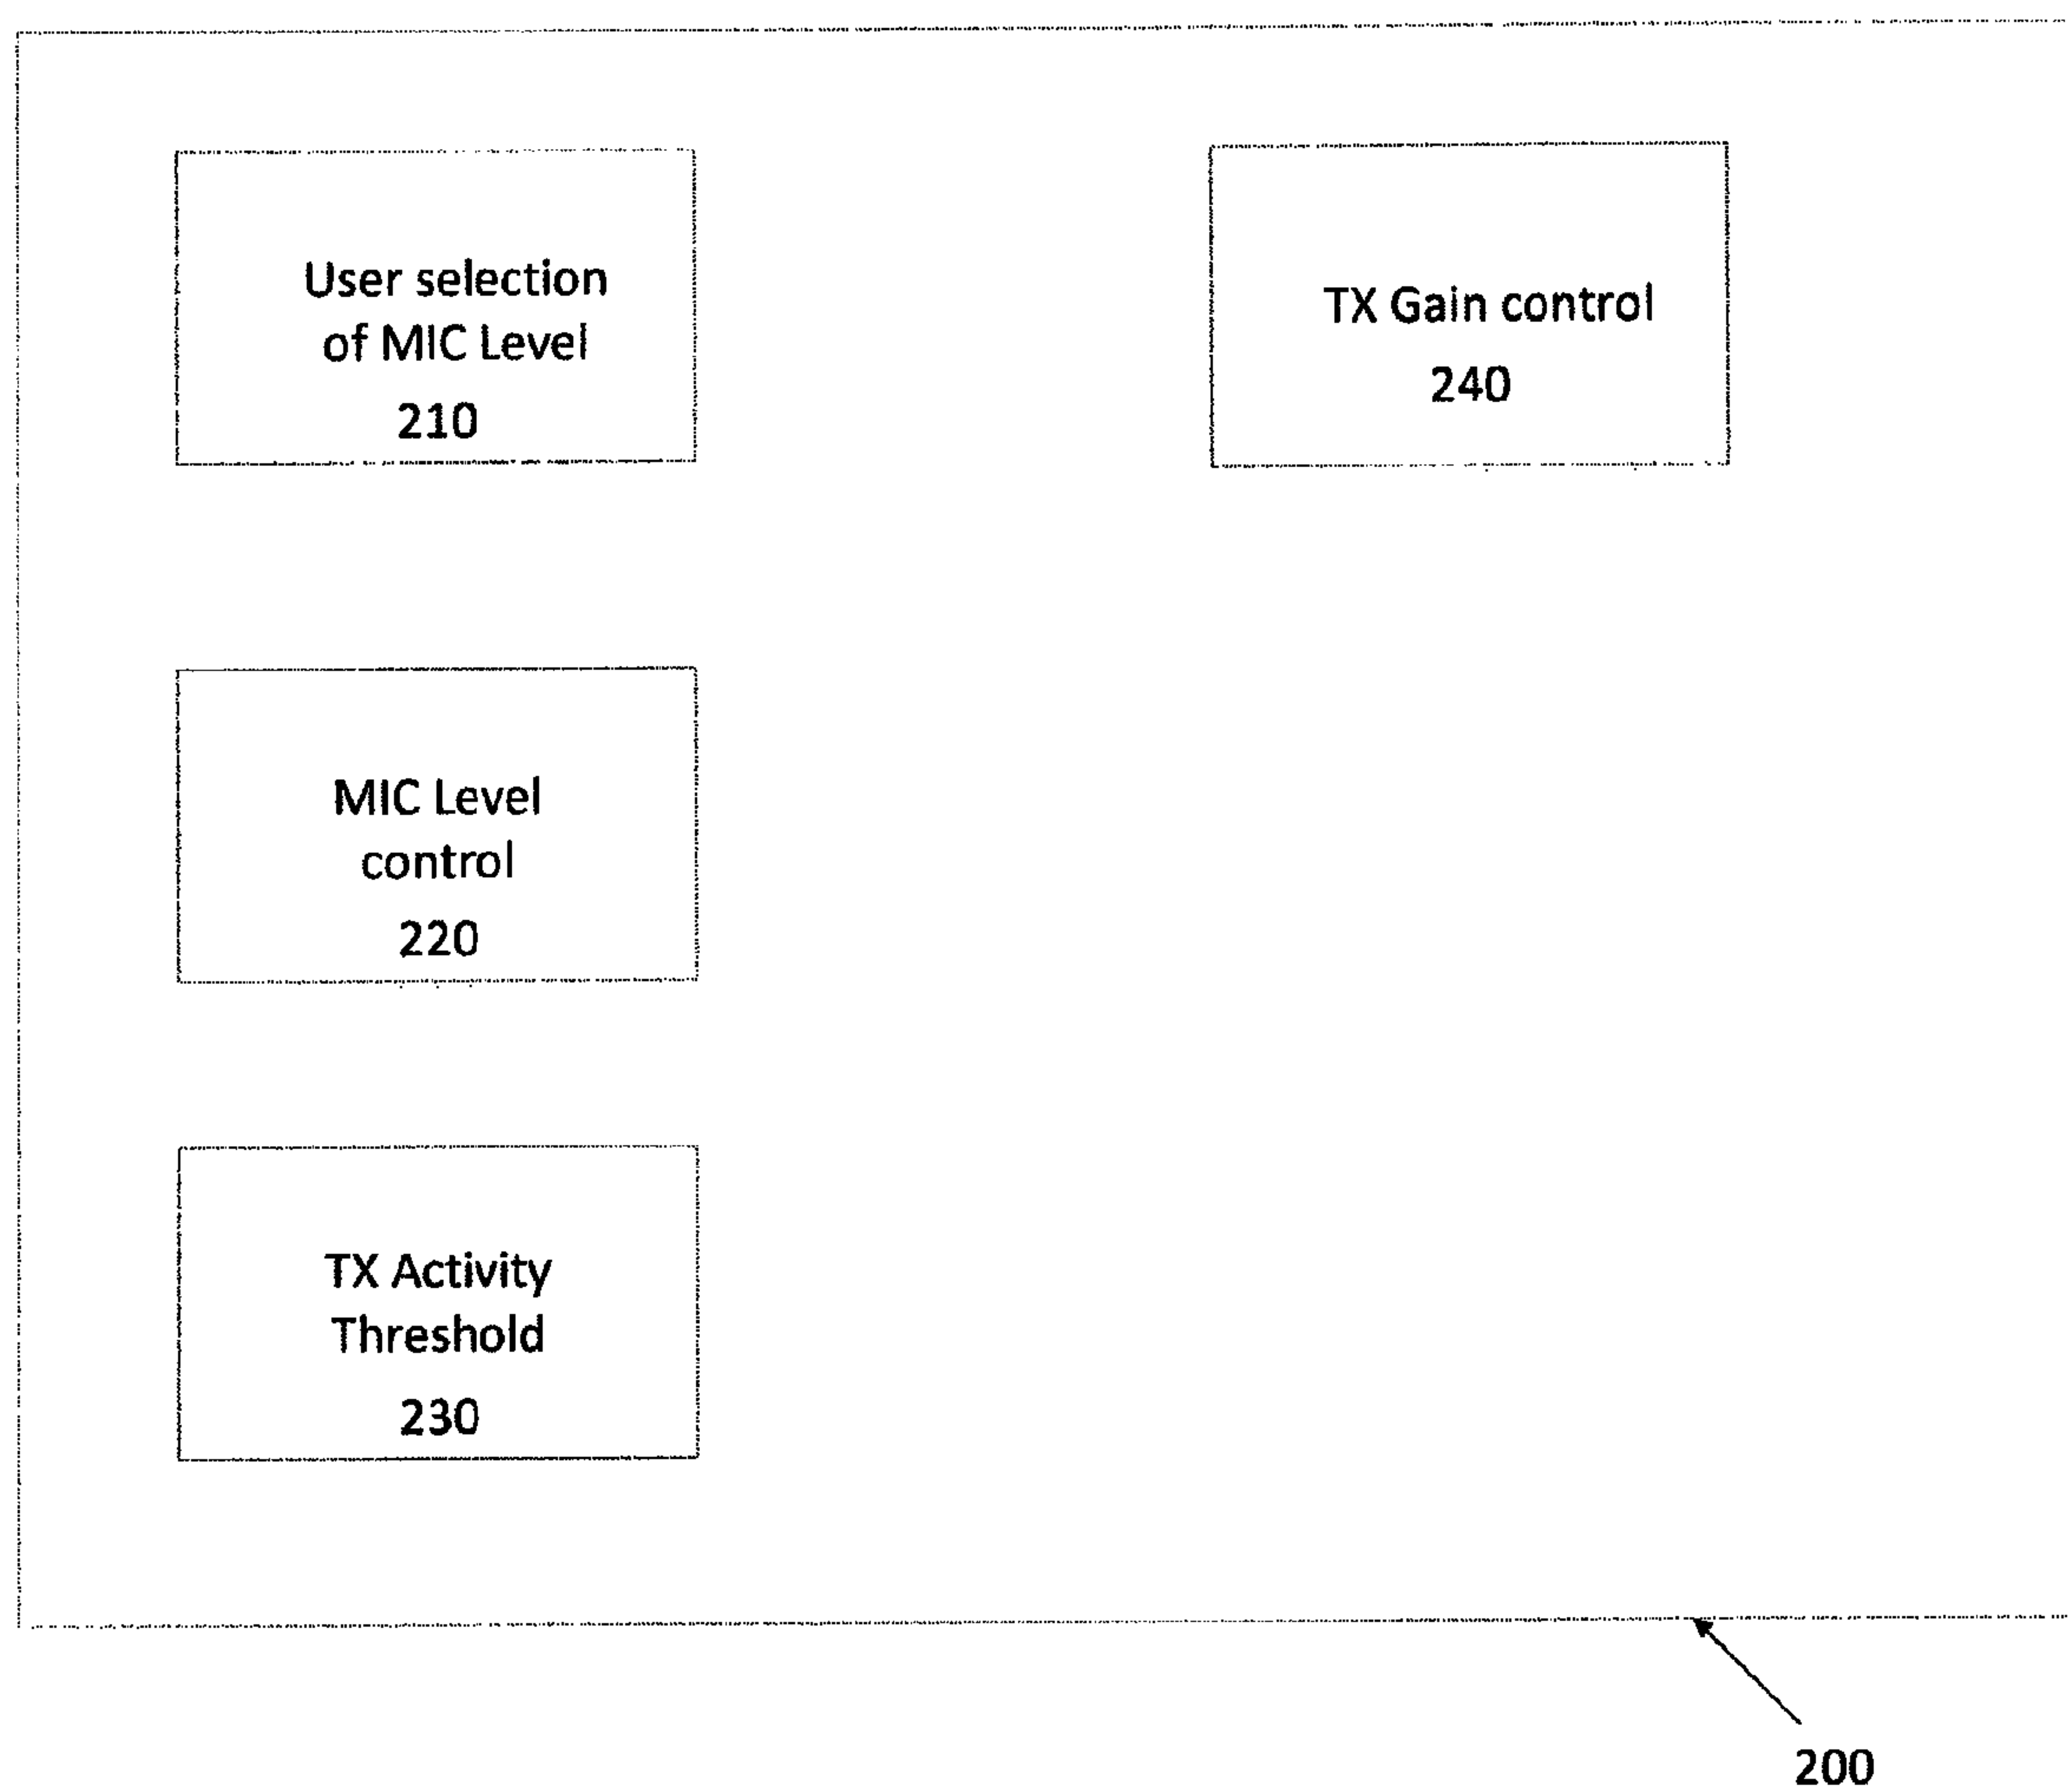 User selection
of MIC Level
210
TX Gain control
240
MIC Level
control
220
TX Activity
Threshold
230
200